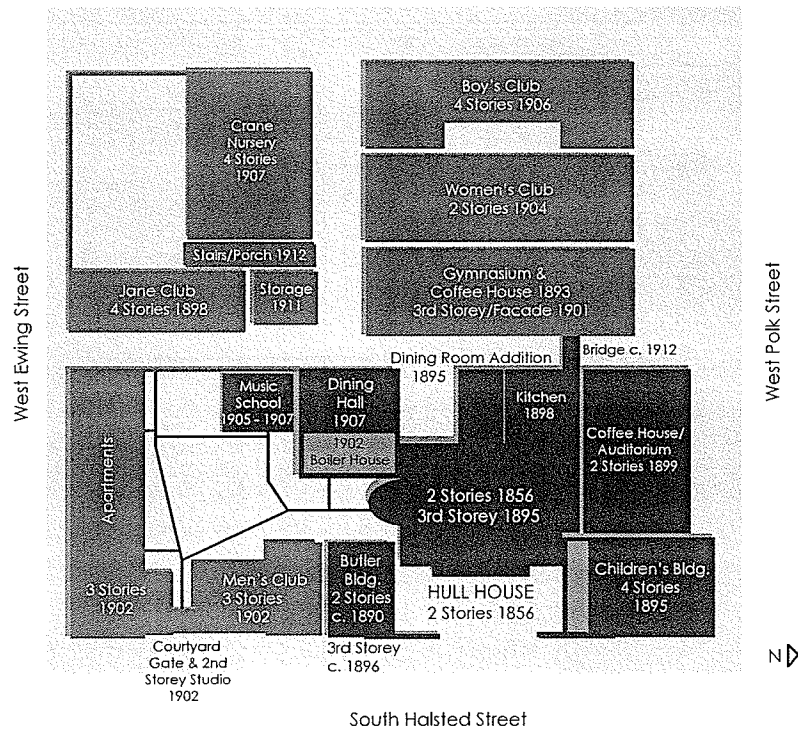 Boy's Club
4 Stories 1906
Crane
Nursery
4 Stories
1907
Women's Club
2 Stories 1904
Stairs/Porch 1912
Jane Club
4 Stories 1898
Storage
1911
Gymnasium &
Coffee House 1893
3rd Storey/Facade 1901
West Ewing Street
West Polk Street
Dining Room Addition
1895
Bridge c. 1912
Music
School
1905 - 1907
Dining
Hall
1907
1902
Boiler House
Kitchen
1898
Coffee House/
Auditorium
2 Stories 1899
Apartments
3 Stories
1902
2 Stories 1856
3rd Storey 1895
Men's Club
3 Stories
1902
Butler
Bldg.
2 Stories
c. 1890
3rd Storey
c. 1896
HULL HOUSE
2 Stories 1856
Children's Bldg.
4 Stories
1895
Courtyard
Gate & 2nd
Storey Studio
1902
N
South Halsted Street